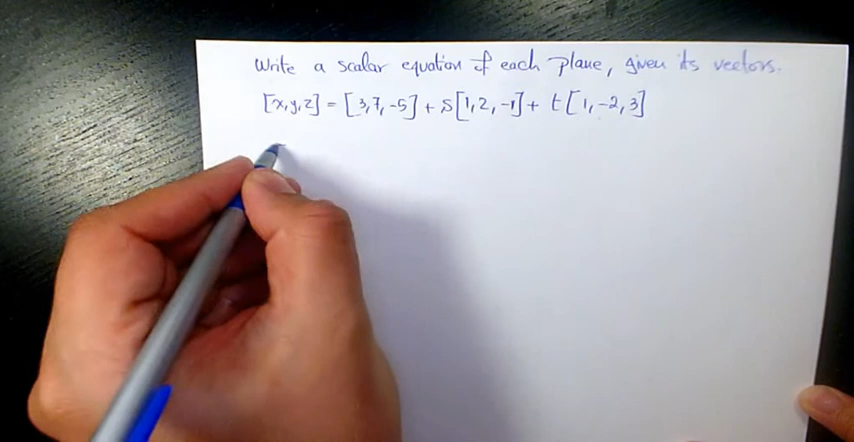 Write a scalar equation of each plane, given its vectors.
[x,y,z] = [3,7,-5] + s[1,2,-1] + t[1,-2,3]